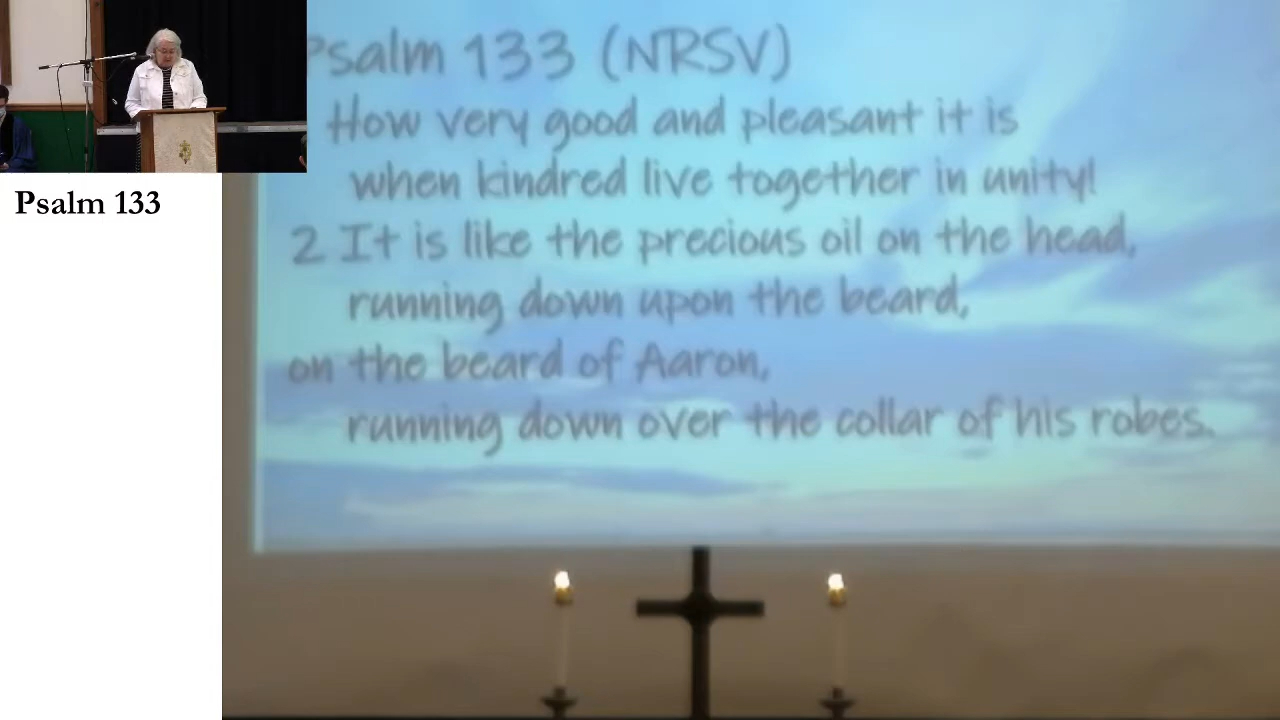 Psalm 133 (NRSV)
How very good and pleasant it is
when kindred live together in unity!
2 It is like the precious oil on the head,
running down upon the beard,
on the beard of Aaron,
running down over the collar of his robes.
Psalm 133